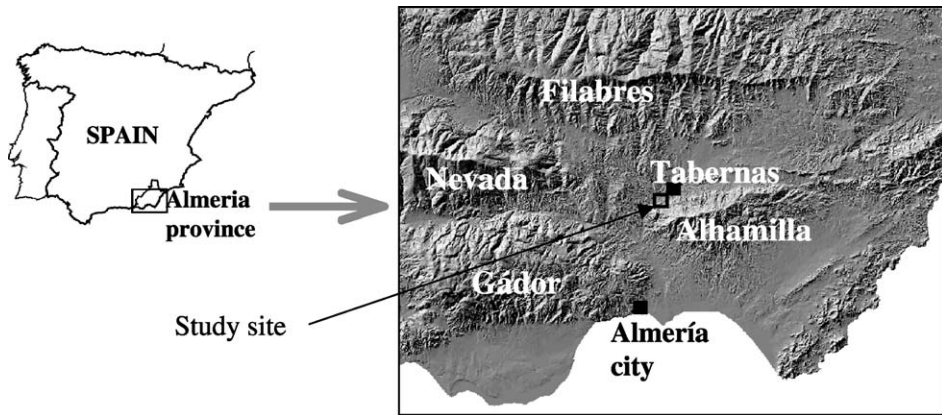 SPAIN
Almeria
province
Study site
Filabres
Nevada
Tabernas
Alhamilla
Gádor
Almería
city